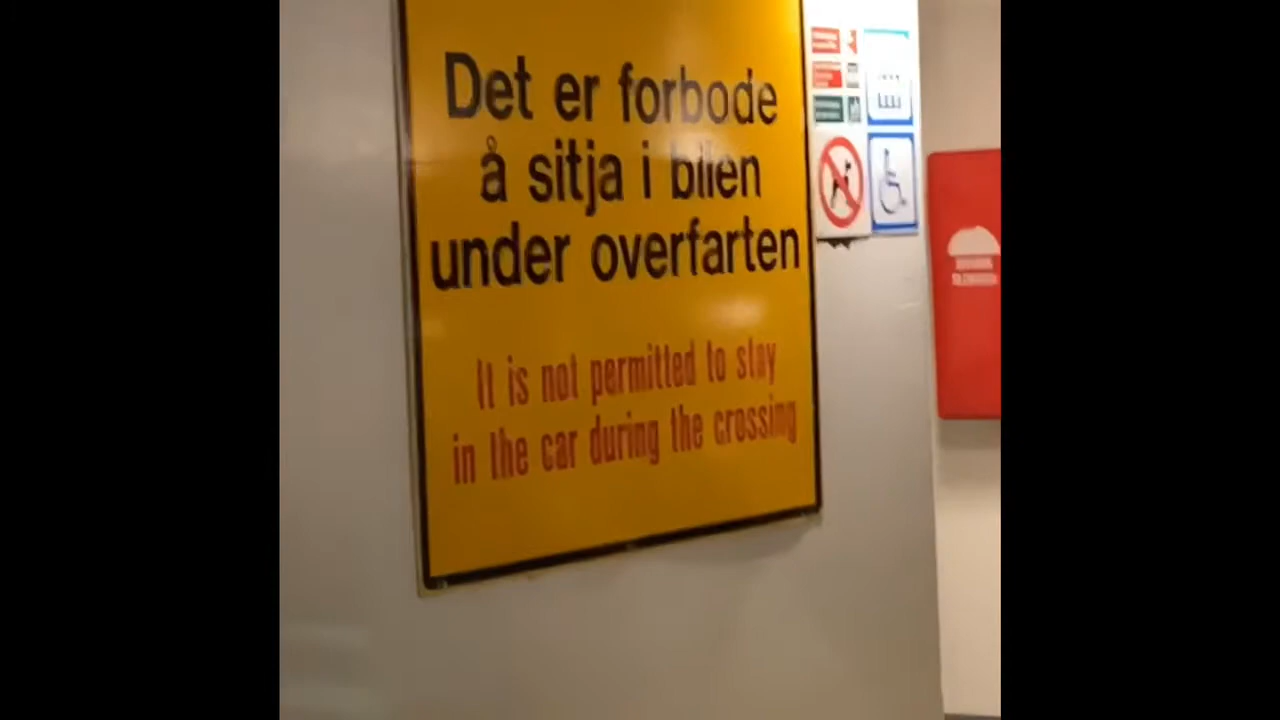 Det er forbode
å sitja i bilen
under overfarten
It is not permitted to stay
in the car during the crossing